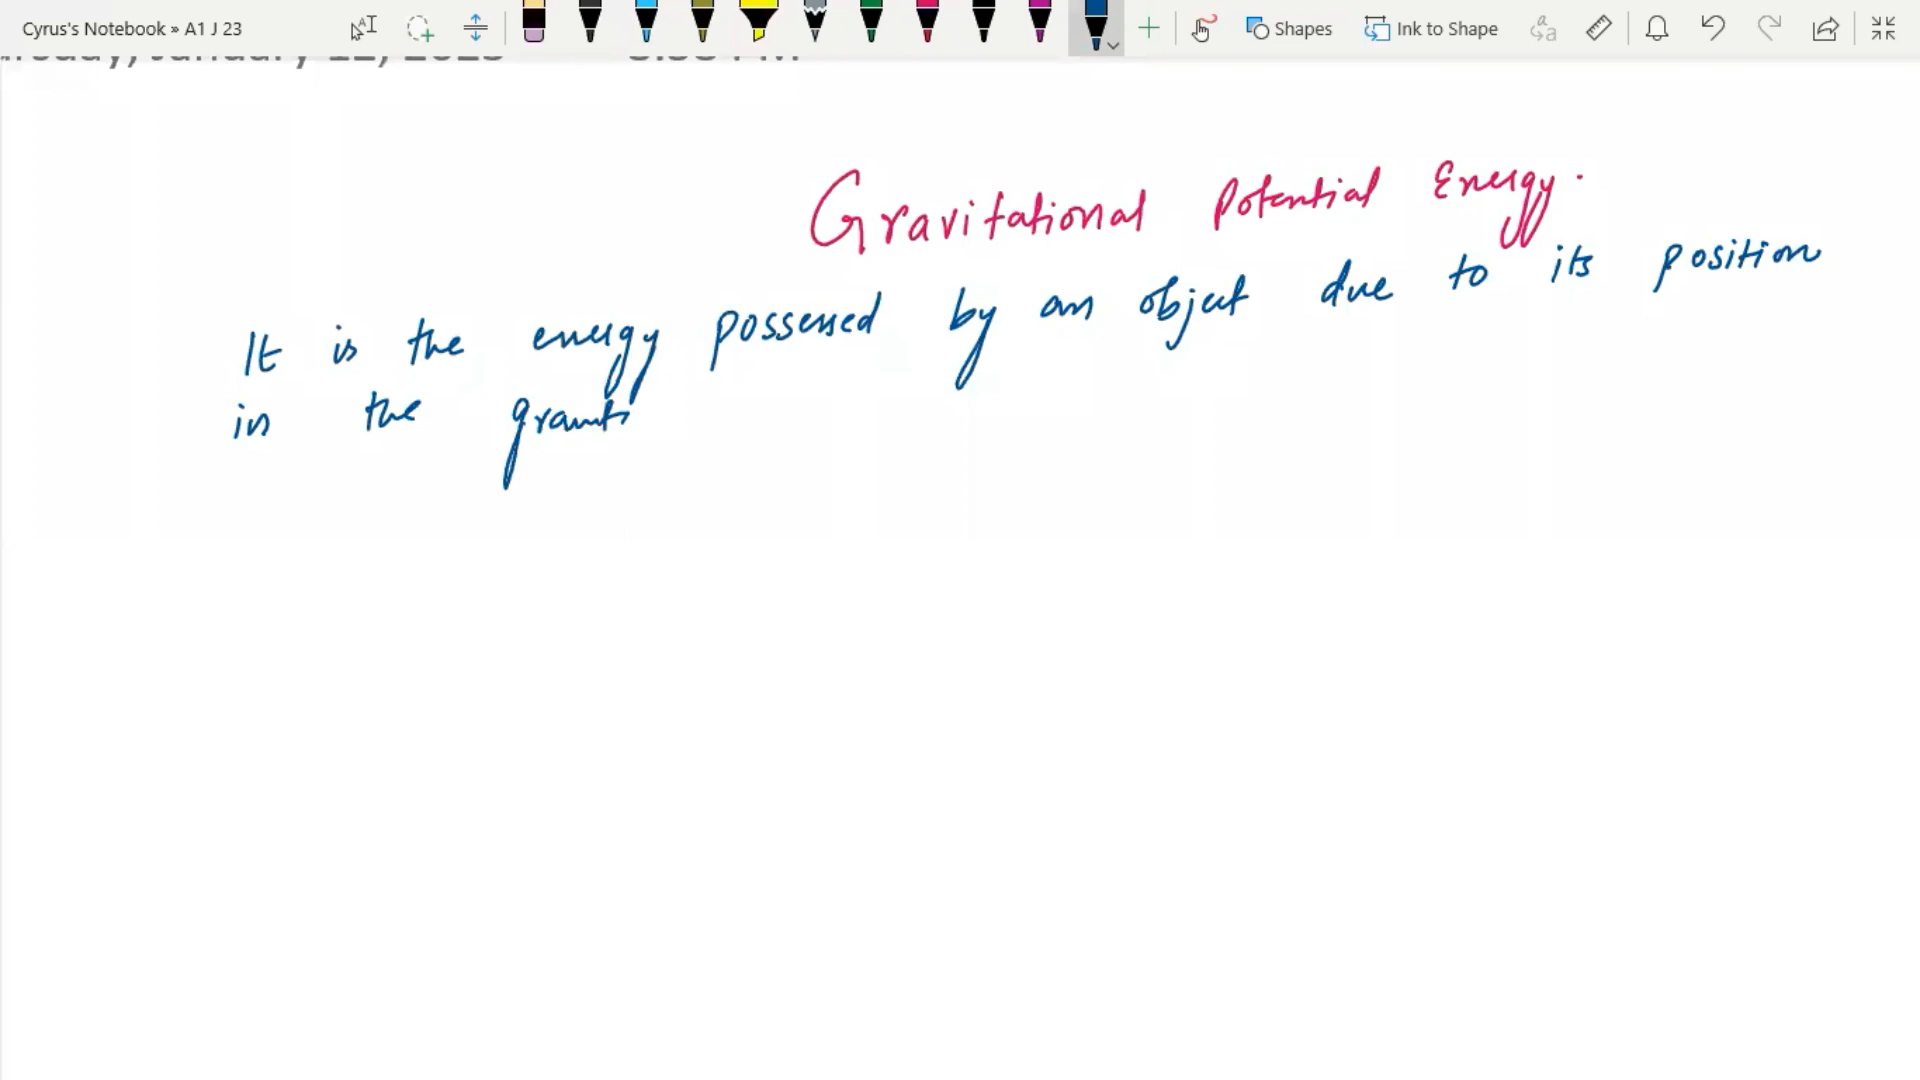 Cyrus's Notebook » A1 J 23
Shapes
Ink to Shape
Gravitational Potential Energy.
It is the energy possessed by an object due to its position
in the gravit